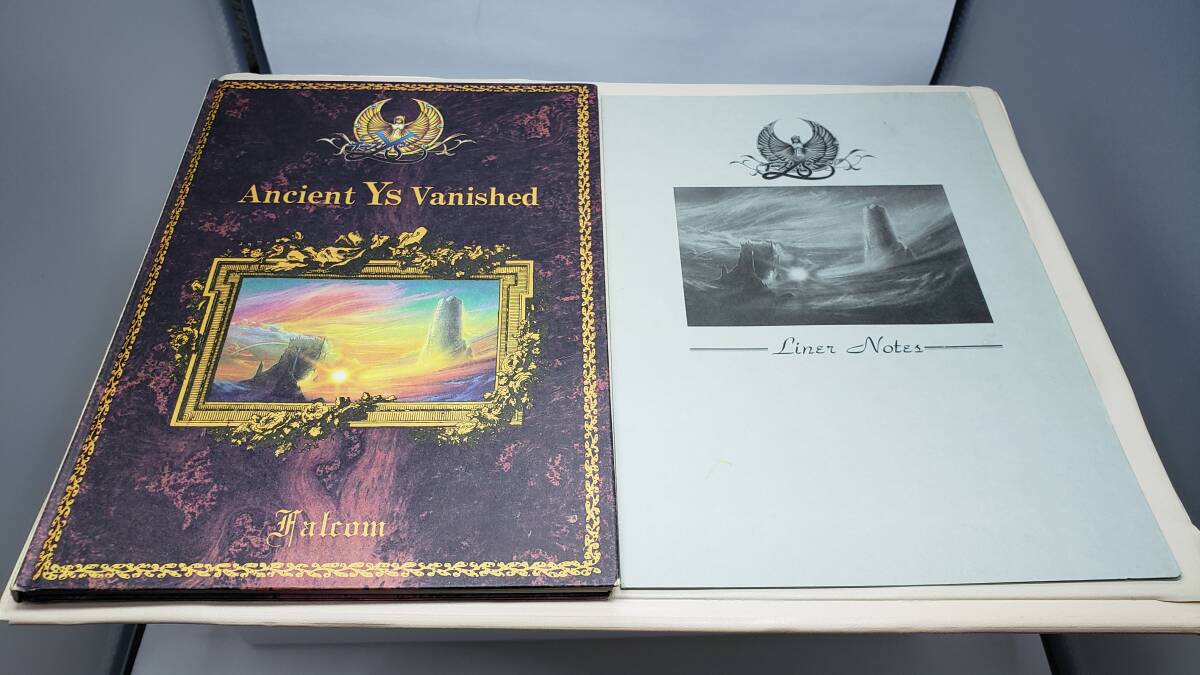 Ancient Ys Vanished
Falcom
Liner Notes